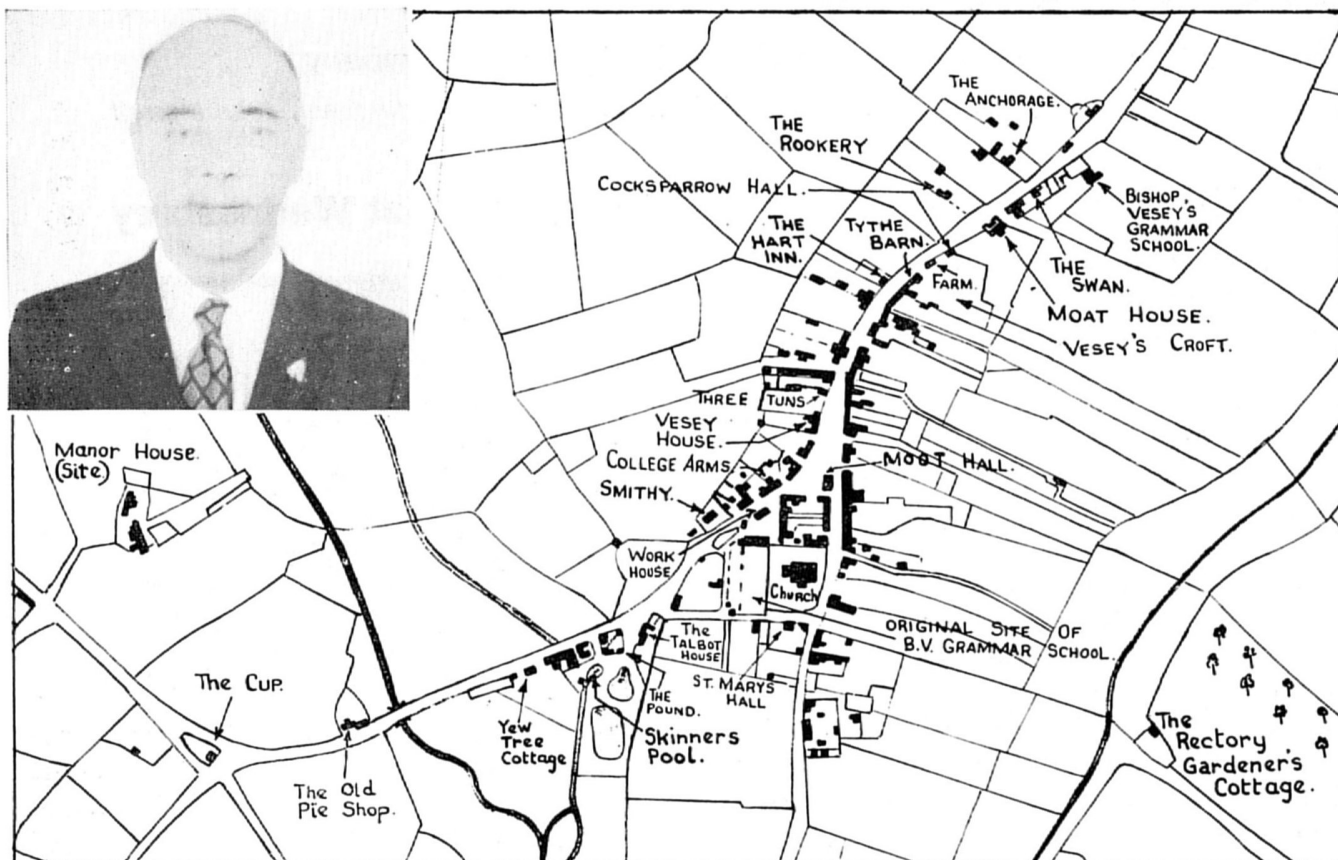 THE
ANCHORAGE.
THE
ROOKERY
COCKSPARROW HALL.
BISHOP
VESEY'S
GRAMMAR
SCHOOL.
THE
HART
INN.
TYTHE
BARN.
FARM.
THE
SWAN.
MOAT HOUSE.
VESEY'S CROFT.
THREE TUNS
VESEY
HOUSE.
COLLEGE ARMS
MOOT HALL.
SMITHY.
Manor House
(Site)
WORK
HOUSE
Church
ORIGINAL SITE OF
B.V. GRAMMAR SCHOOL.
The
TALBOT
HOUSE
ST. MARYS
HALL
THE
POUND.
The Cup.
Yew
Tree
Cottage
Skinners
Pool.
The Old
Pie Shop.
The
Rectory
Gardener's
Cottage.